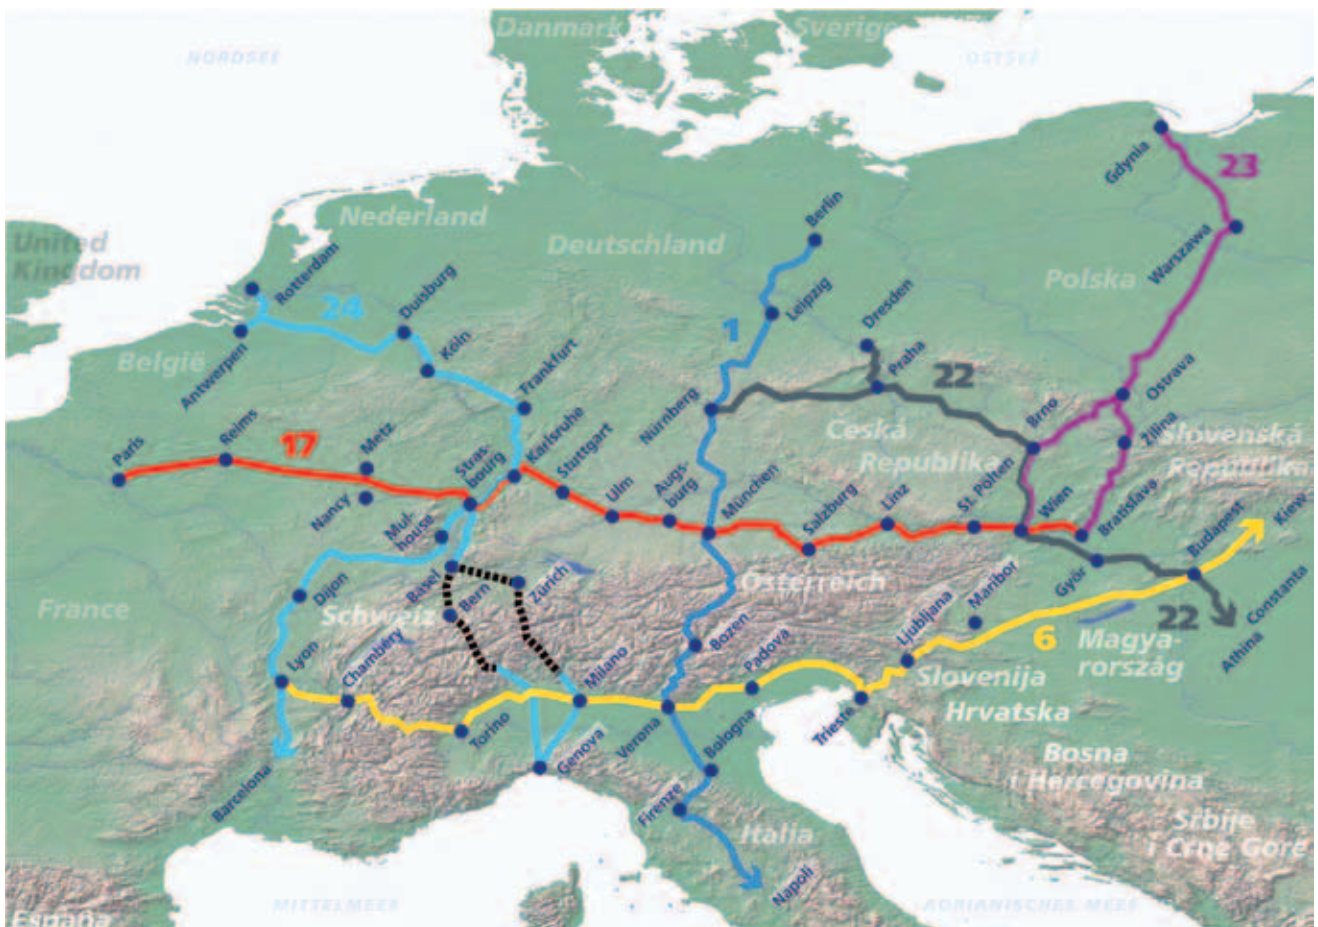 Danmark
Sverige
NORDSEE
OSTSEE
Gdynia
23
United
Kingdom
Nederland
Deutschland
Berlin
Warszawa
Polska
Rotterdam
24
Duisburg
Leipzig
Dresden
1
België
Antwerpen
Köln
Frankfurt
Praha
22
Ostrava
Nürnberg
Brno
Žilina
Česká
Republika
Slovenská
Republika
Paris
Reims
17
Metz
Nancy
Stras-
bourg
Karlsruhe
Stuttgart
Ulm
Augs-
burg
München
Salzburg
Linz
St. Pölten
Wien
Bratislava
Budapest
Kiew
Mul-
house
Basel
Bern
Zürich
Österreich
Maribor
Györ
22
Constanta
Athina
France
Dijon
Schweiz
Lyon
Chambéry
Milano
Bozen
Padova
Ljubljana
6
Magya-
rország
Slovenija
Hrvatska
Torino
Genova
Verona
Bologna
Trieste
Barcelona
Firenze
Bosna
i Hercegovina
Italia
Srbije
i Crne Gore
Napoli
MITTELMEER
ADRIANISCHES MEER
España